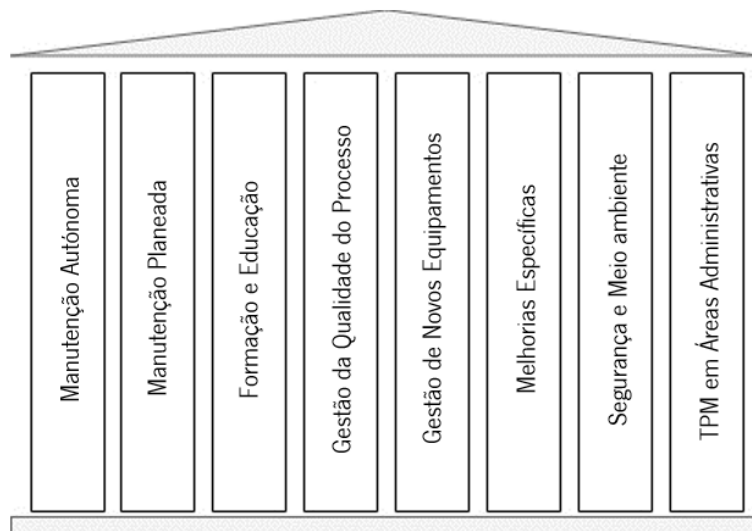 Manutenção Autónoma
Manutenção Planeada
Formação e Educação
Gestão da Qualidade do Processo
Gestão de Novos Equipamentos
Melhorias Específicas
Segurança e Meio ambiente
TPM em Áreas Administrativas